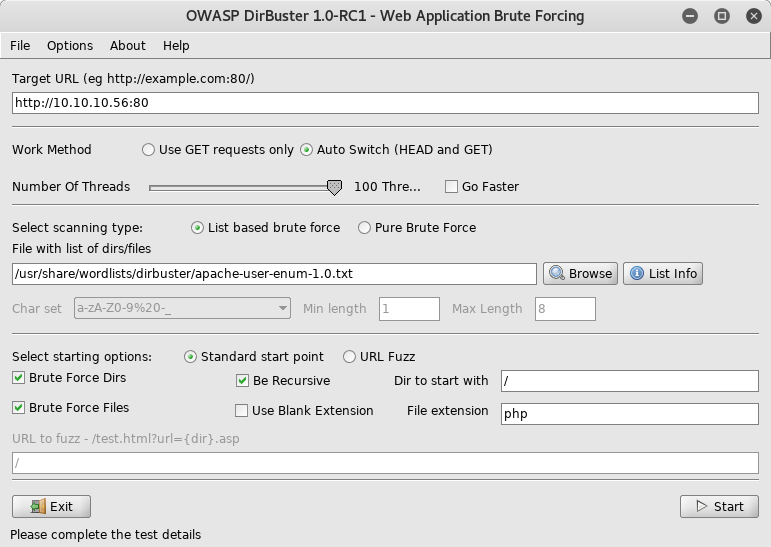 OWASP DirBuster 1.0-RC1 - Web Application Brute Forcing
File Options About Help
Target URL (eg http://example.com:80/)
http://10.10.10.56:80
Work Method Use GET requests only Auto Switch (HEAD and GET)
Number Of Threads 100 Thre... Go Faster
Select scanning type: List based brute force Pure Brute Force
File with list of dirs/files
/usr/share/wordlists/dirbuster/apache-user-enum-1.0.txt Browse List Info
Char set a-zA-Z0-9%20-_ Min length 1 Max Length 8
Select starting options: Standard start point URL Fuzz
Brute Force Dirs Be Recursive Dir to start with /
Brute Force Files Use Blank Extension File extension php
URL to fuzz - /test.html?url={dir}.asp
/
Exit Start
Please complete the test details